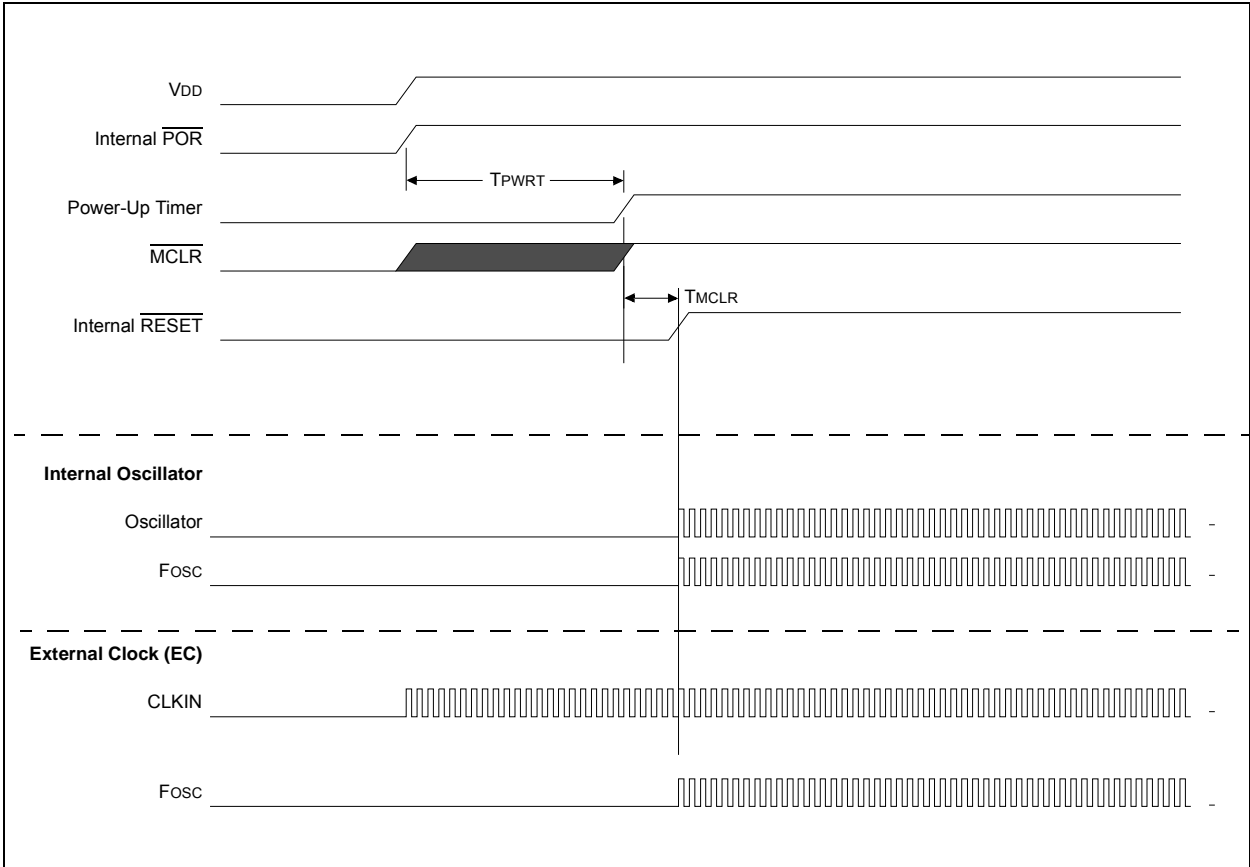 VDD
Internal POR
TPWRT
Power-Up Timer
MCLR
TMCLR
Internal RESET
Internal Oscillator
Oscillator
FOSC
External Clock (EC)
CLKIN
FOSC